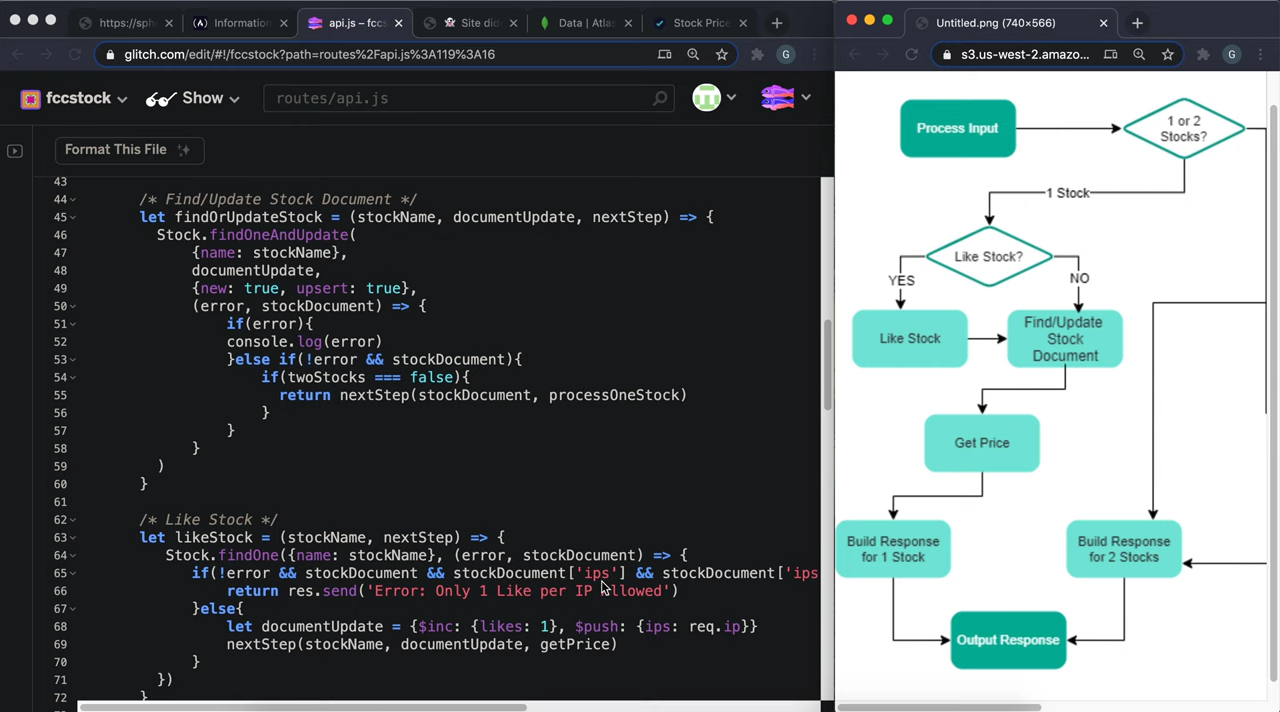 https://sphe
Information
api.js – fccs
Site did
Data | Atlas
Stock Price
glitch.com/edit/#!/fccstock?path=routes%2Fapi.js%3A119%3A16
G
fccstock
Show
routes/api.js
Format This File
43
44 /* Find/Update Stock Document */
45 let findOrUpdateStock = (stockName, documentUpdate, nextStep) => {
46 Stock.findOneAndUpdate(
47 {name: stockName},
48 documentUpdate,
49 {new: true, upsert: true},
50 (error, stockDocument) => {
51 if(error){
52 console.log(error)
53 }else if(!error && stockDocument){
54 if(twoStocks === false){
55 return nextStep(stockDocument, processOneStock)
56 }
57 }
58 }
59 )
60 }
61
62 /* Like Stock */
63 let likeStock = (stockName, nextStep) => {
64 Stock.findOne({name: stockName}, (error, stockDocument) => {
65 if(!error && stockDocument && stockDocument['ips'] && stockDocument['ips
66 return res.send('Error: Only 1 Like per IP Allowed')
67 }else{
68 let documentUpdate = {$inc: {likes: 1}, $push: {ips: req.ip}}
69 nextStep(stockName, documentUpdate, getPrice)
70 }
71 })
72 }
Untitled.png (740×566)
s3.us-west-2.amazo...
G
Process Input
1 or 2
Stocks?
1 Stock
Like Stock?
YES
NO
Like Stock
Find/Update
Stock
Document
Get Price
Build Response
for 1 Stock
Build Response
for 2 Stocks
Output Response